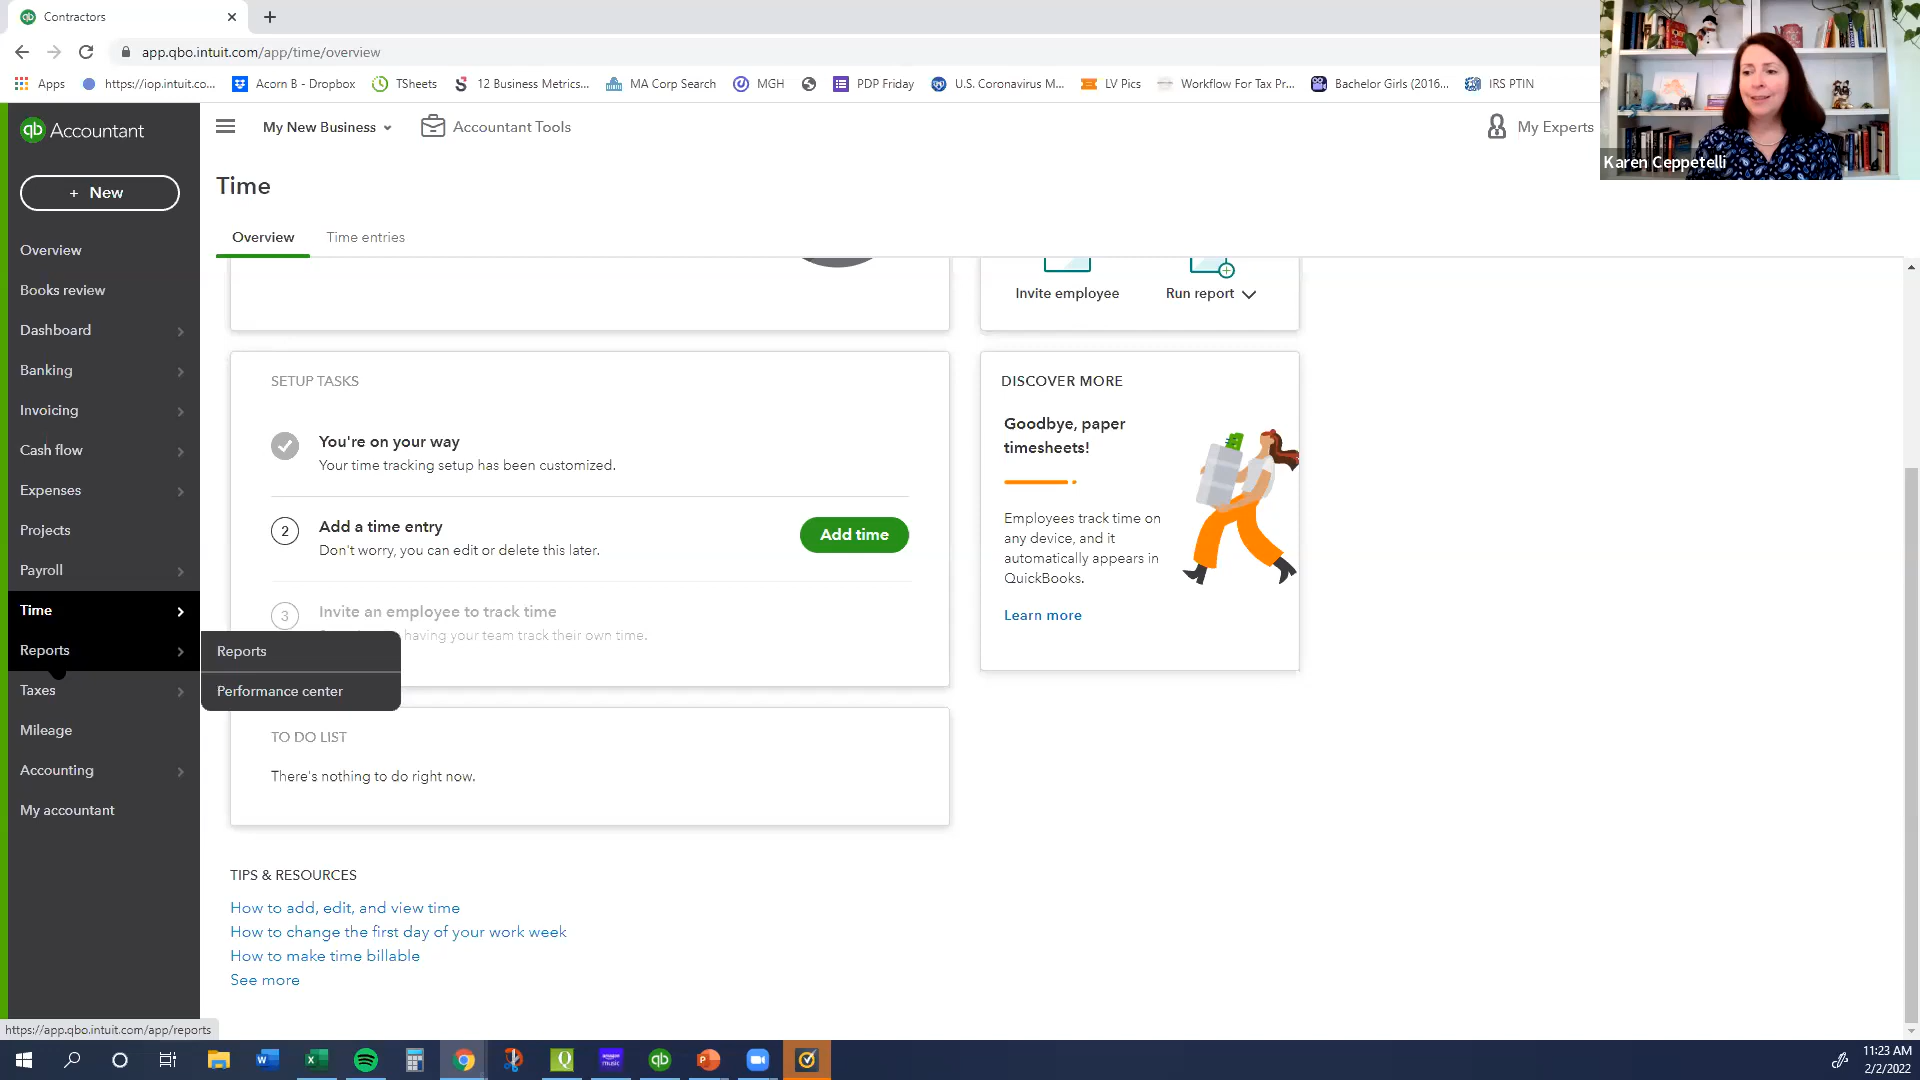 Contractors
app.qbo.intuit.com/app/time/overview
Apps
https://iop.intuit.co...
Acorn B - Dropbox
TSheets
12 Business Metrics...
MA Corp Search
MGH
PDP Friday
U.S. Coronavirus M...
LV Pics
Workflow For Tax Pr...
Bachelor Girls (2016...
IRS PTIN
Karen Ceppetelli
qb Accountant
My New Business
Accountant Tools
My Experts
+ New
Overview
Books review
Dashboard
Banking
Invoicing
Cash flow
Expenses
Projects
Payroll
Time
Reports
Taxes
Mileage
Accounting
My accountant
Reports
Performance center
Time
Overview
Time entries
Invite employee
Run report
SETUP TASKS
You're on your way
Your time tracking setup has been customized.
2
Add a time entry
Don't worry, you can edit or delete this later.
Add time
3
Invite an employee to track time
having your team track their own time.
DISCOVER MORE
Goodbye, paper
timesheets!
Employees track time on
any device, and it
automatically appears in
QuickBooks.
Learn more
TO DO LIST
There's nothing to do right now.
TIPS & RESOURCES
How to add, edit, and view time
How to change the first day of your work week
How to make time billable
See more
https://app.qbo.intuit.com/app/reports
11:23 AM
2/2/2022